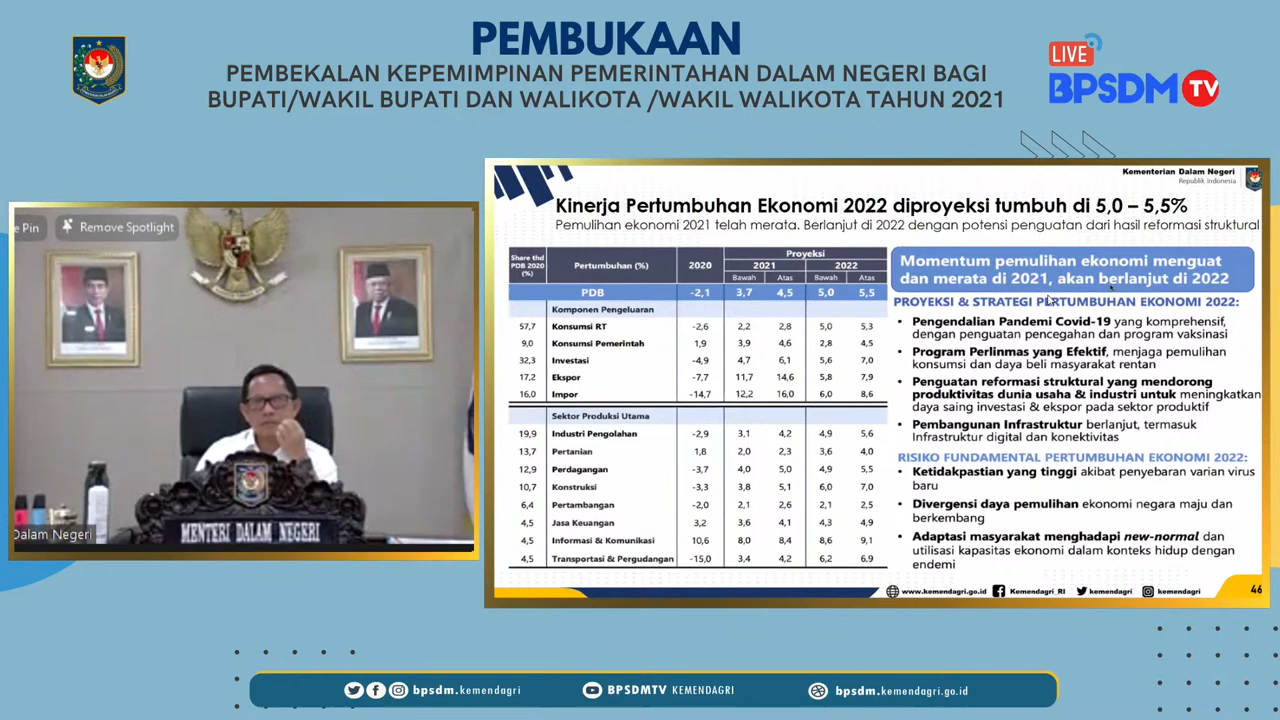 PEMBUKAAN
PEMBEKALAN KEPEMIMPINAN PEMERINTAHAN DALAM NEGERI BAGI
BUPATI/WAKIL BUPATI DAN WALIKOTA /WAKIL WALIKOTA TAHUN 2021
LIVE
BPSDM TV
e Pin
Remove Spotlight
MENTERI DALAM NEGERI
Dalam Negeri
Kementerian Dalam Negeri
Republik Indonesia
Kinerja Pertumbuhan Ekonomi 2022 diproyeksi tumbuh di 5,0 – 5,5%
Pemulihan ekonomi 2021 telah merata. Berlanjut di 2022 dengan potensi penguatan dari hasil reformasi struktural
Share thd PDB 2020 (%) Pertumbuhan (%) 2020 Proyeksi
2021 2022
Bawah Atas Bawah Atas
PDB -2,1 3,7 4,5 5,0 5,5
Komponen Pengeluaran
57,7 Konsumsi RT -2,6 2,2 2,8 5,0 5,3
9,0 Konsumsi Pemerintah 1,9 3,9 4,6 2,8 4,5
32,3 Investasi -4,9 4,7 6,1 5,6 7,0
17,2 Ekspor -7,7 11,7 14,6 5,8 7,9
16,0 Impor -14,7 12,2 16,0 6,0 8,6
Sektor Produksi Utama
19,9 Industri Pengolahan -2,9 3,1 4,2 4,9 5,6
13,7 Pertanian 1,8 2,0 2,3 3,6 4,0
12,9 Perdagangan -3,7 4,0 5,0 4,9 5,5
10,7 Konstruksi -3,3 3,8 5,1 6,0 7,0
6,4 Pertambangan -2,0 2,1 2,6 2,1 2,5
4,5 Jasa Keuangan 3,2 3,6 4,1 4,3 4,9
4,5 Informasi & Komunikasi 10,6 8,0 8,4 8,6 9,1
4,5 Transportasi & Pergudangan -15,0 3,4 4,2 6,2 6,9
Momentum pemulihan ekonomi menguat
dan merata di 2021, akan berlanjut di 2022
PROYEKSI & STRATEGI PERTUMBUHAN EKONOMI 2022:
• Pengendalian Pandemi Covid-19 yang komprehensif,
dengan penguatan pencegahan dan program vaksinasi
• Program Perlinmas yang Efektif, menjaga pemulihan
konsumsi dan daya beli masyarakat rentan
• Penguatan reformasi struktural yang mendorong
produktivitas dunia usaha & industri untuk meningkatkan
daya saing investasi & ekspor pada sektor produktif
• Pembangunan Infrastruktur berlanjut, termasuk
Infrastruktur digital dan konektivitas
RISIKO FUNDAMENTAL PERTUMBUHAN EKONOMI 2022:
• Ketidakpastian yang tinggi akibat penyebaran varian virus
baru
• Divergensi daya pemulihan ekonomi negara maju dan
berkembang
• Adaptasi masyarakat menghadapi new-normal dan
utilisasi kapasitas ekonomi dalam konteks hidup dengan
endemi
www.kemendagri.go.id Kemendagri_RI kemendagri kemendagri 46
bpsdm.kemendagri BPSDMTV KEMENDAGRI bpsdm.kemendagri.go.id